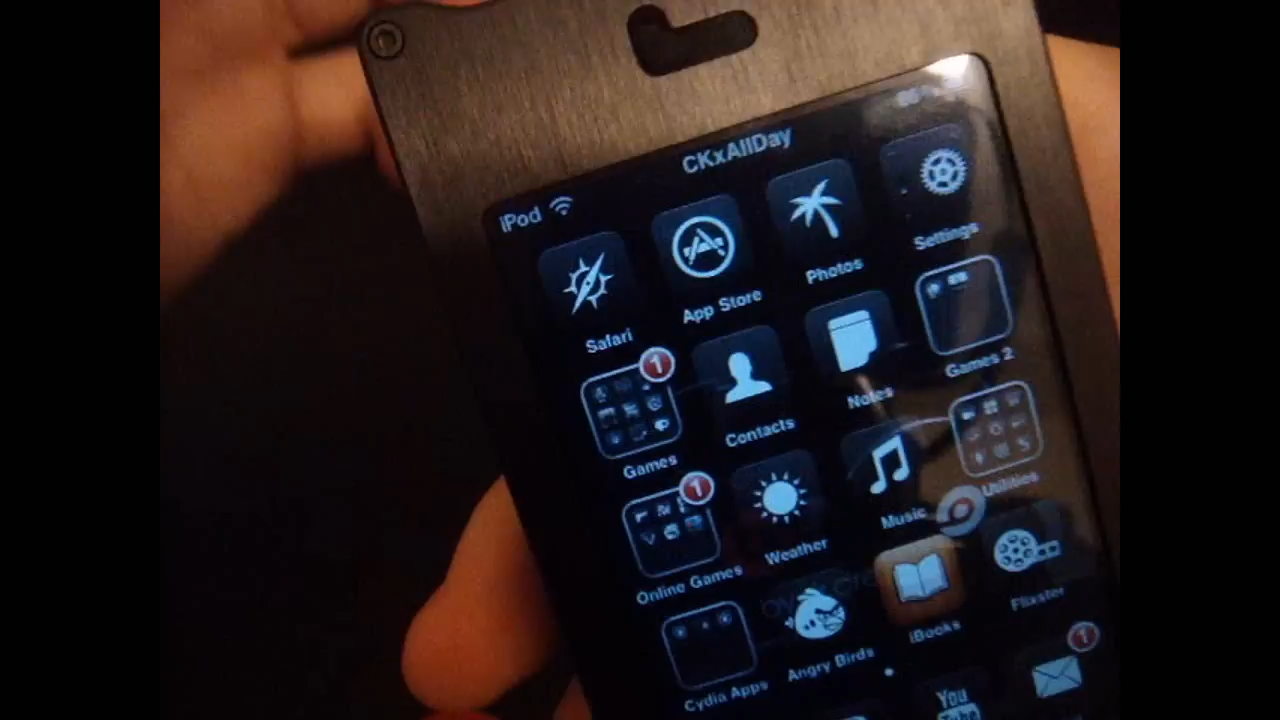 CKxAllDay
iPod
Safari
App Store
Photos
Settings
1
Games
Contacts
Notes
Games 2
1
Online Games
Weather
Music
Utilities
Cydia Apps
Angry Birds
iBooks
Flixster
1
You
Tube